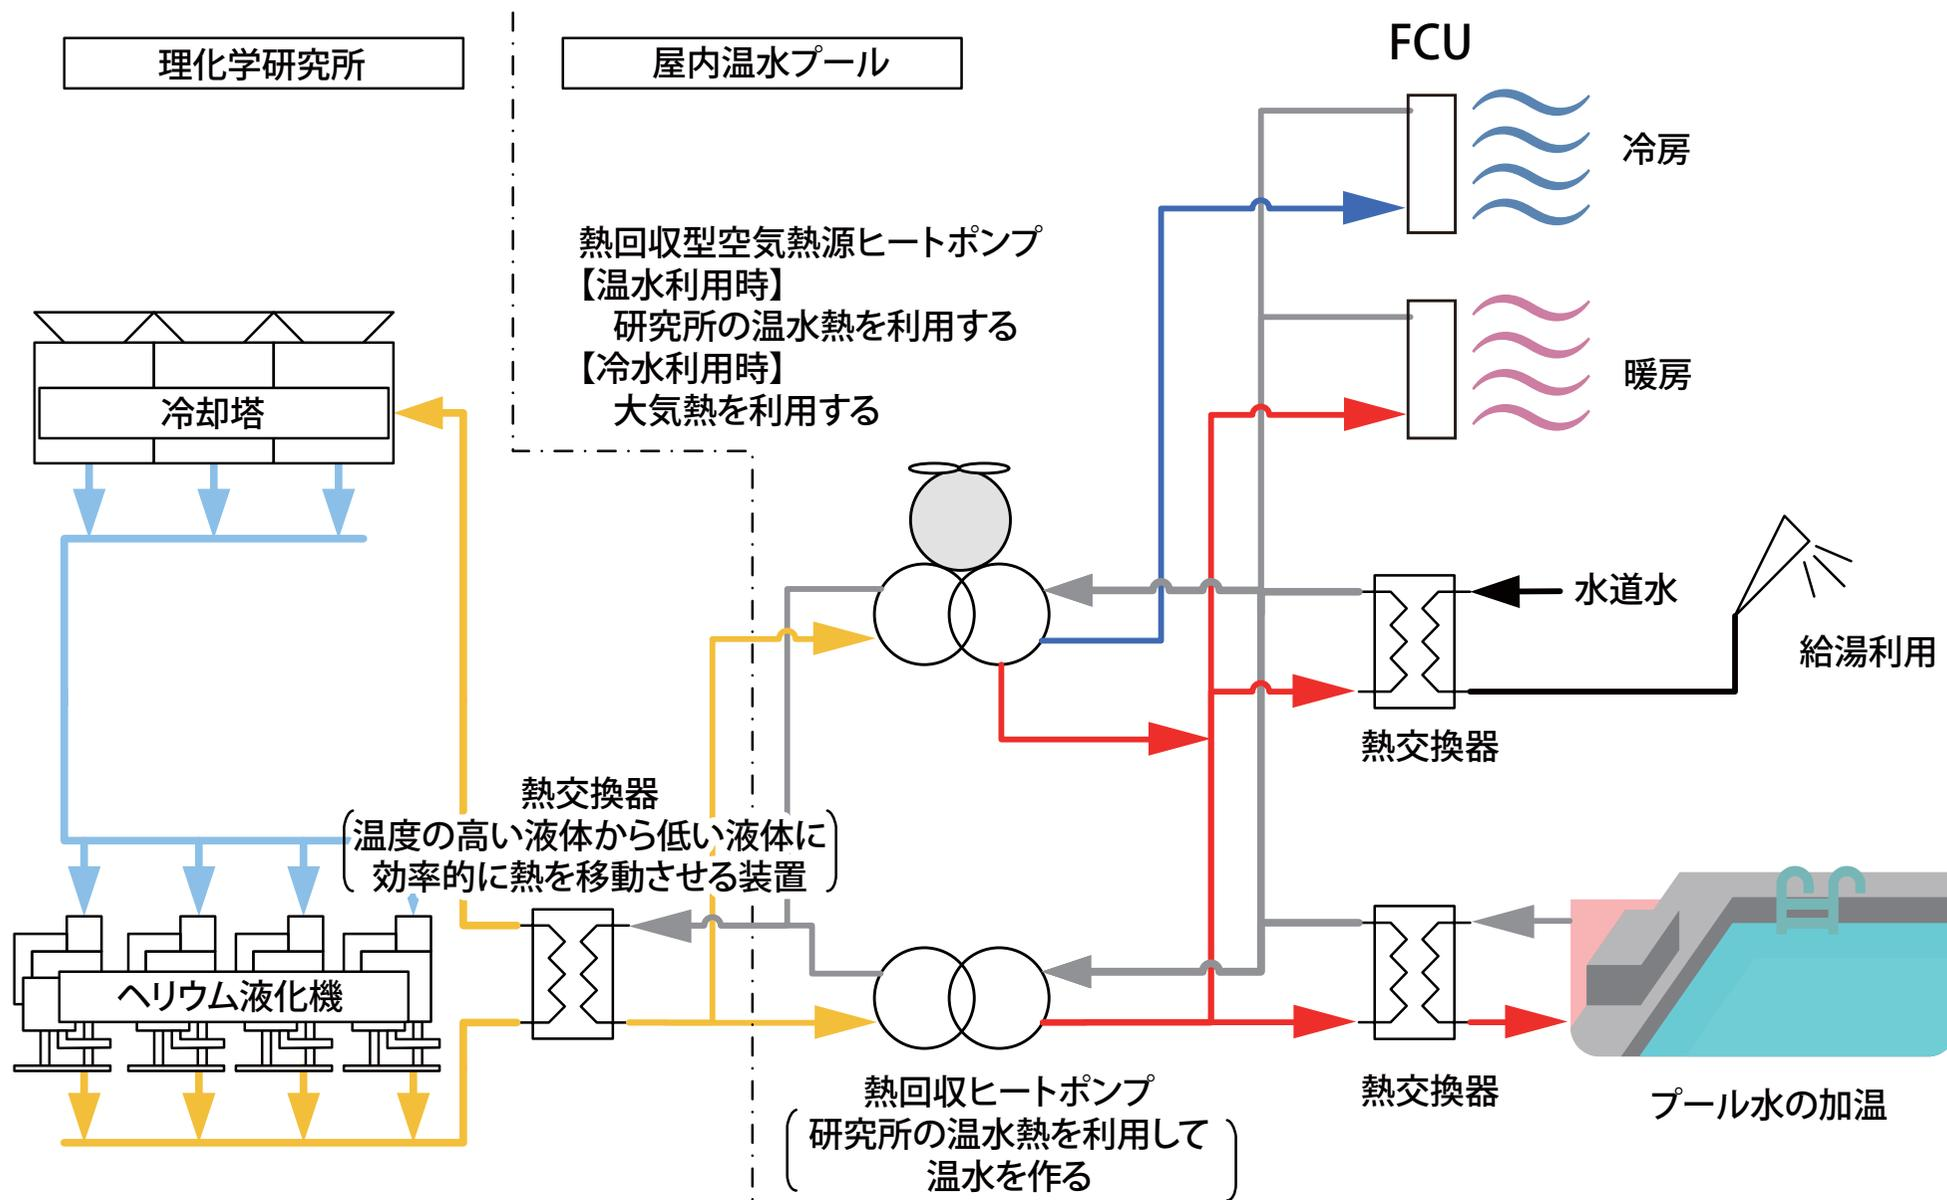 理化学研究所
屋内温水プール
FCU
冷房
熱回収型空気熱源ヒートポンプ
【温水利用時】
研究所の温水熱を利用する
【冷水利用時】
大気熱を利用する
暖房
冷却塔
水道水
給湯利用
熱交換器
熱交換器
温度の高い液体から低い液体に
効率的に熱を移動させる装置
ヘリウム液化機
熱回収ヒートポンプ
研究所の温水熱を利用して
温水を作る
熱交換器
プール水の加温